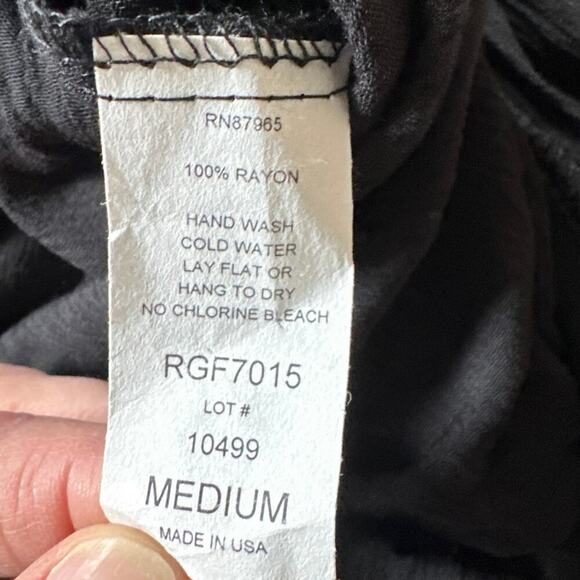 RN87965
100% RAYON
HAND WASH
COLD WATER
LAY FLAT OR
HANG TO DRY
NO CHLORINE BLEACH
RGF7015
LOT #
10499
MEDIUM
MADE IN USA